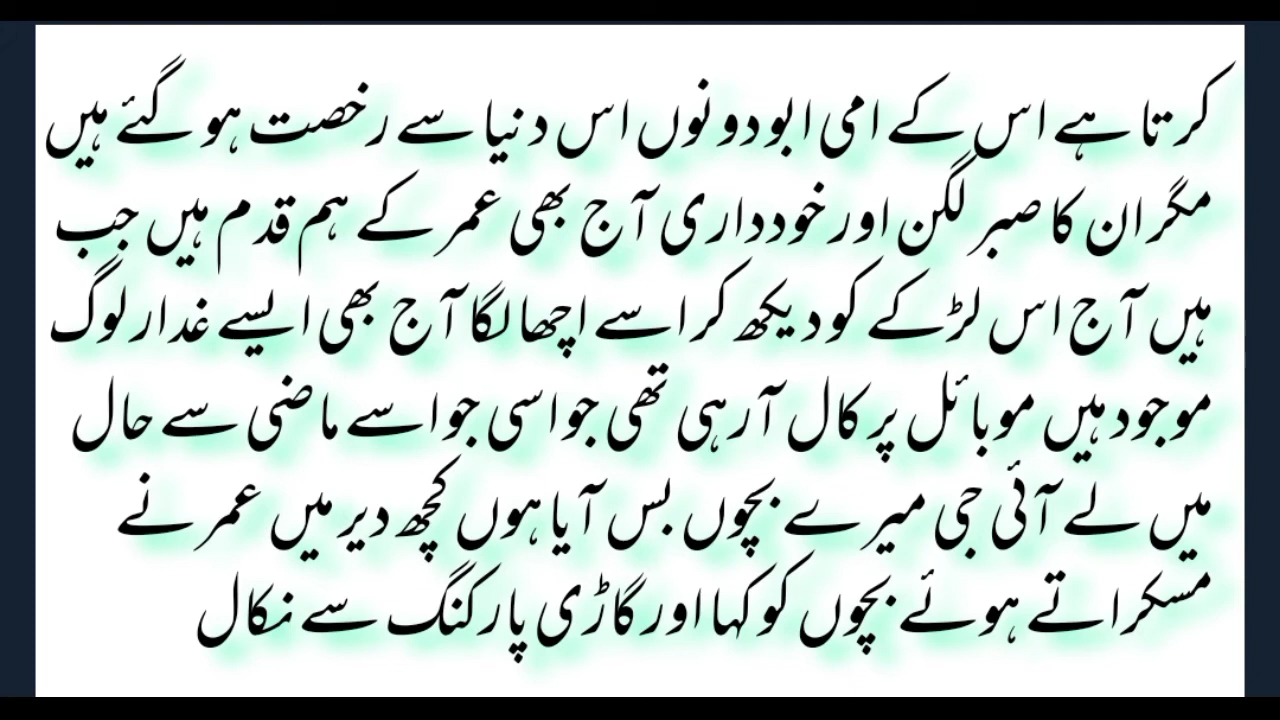 کرتا ہے اس کے امی ابو دونوں اس دنیا سے رخصت ہو گئے ہیں
مگر ان کا صبر لگن اور خودداری آج بھی عمر کے ہم قدم ہیں جب
ہیں آج اس لڑکے کو دیکھ کر اسے اچھا لگا آج بھی ایسے غدار لوگ
موجود ہیں موبائل پر کال آ رہی تھی جو اسی جو اسے ماضی سے حال
میں لے آئی جی میرے بچوں بس آیا ہوں کچھ دیر میں عمر نے
مسکراتے ہوئے بچوں کو کہا اور گاڑی پارکنگ سے نکال